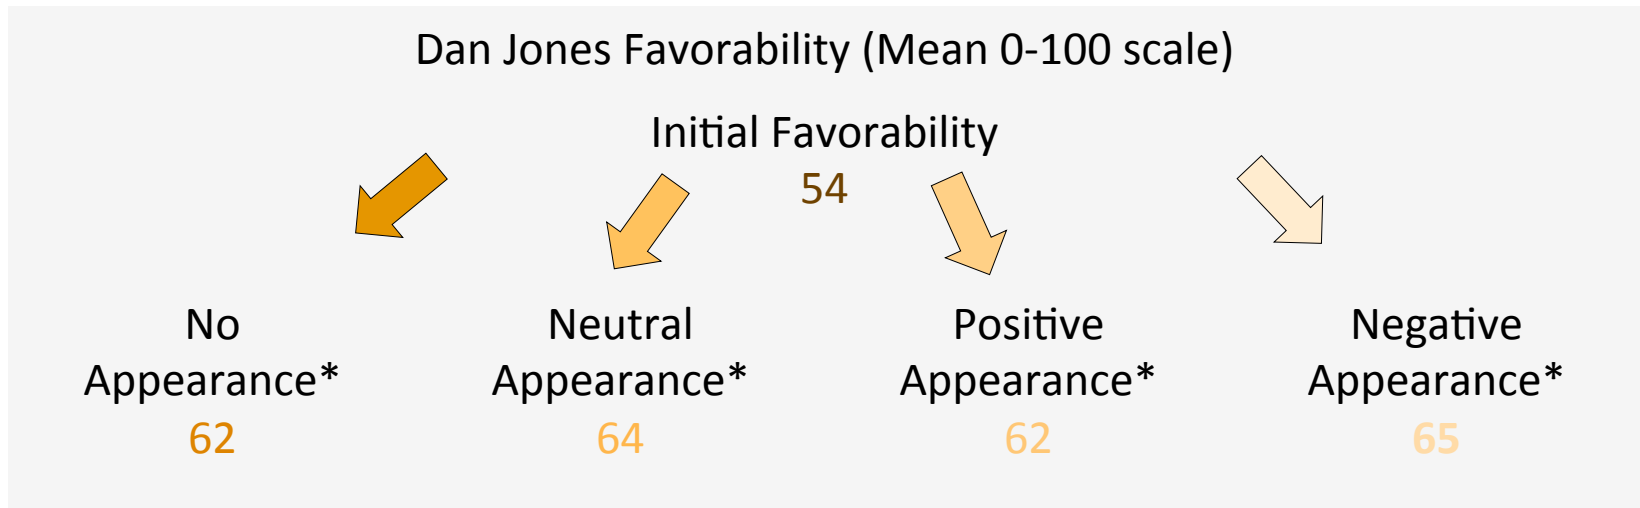 Dan Jones Favorability (Mean 0-100 scale)
Initial Favorability
54
No
Appearance*
62
Neutral
Appearance*
64
Positive
Appearance*
62
Negative
Appearance*
65